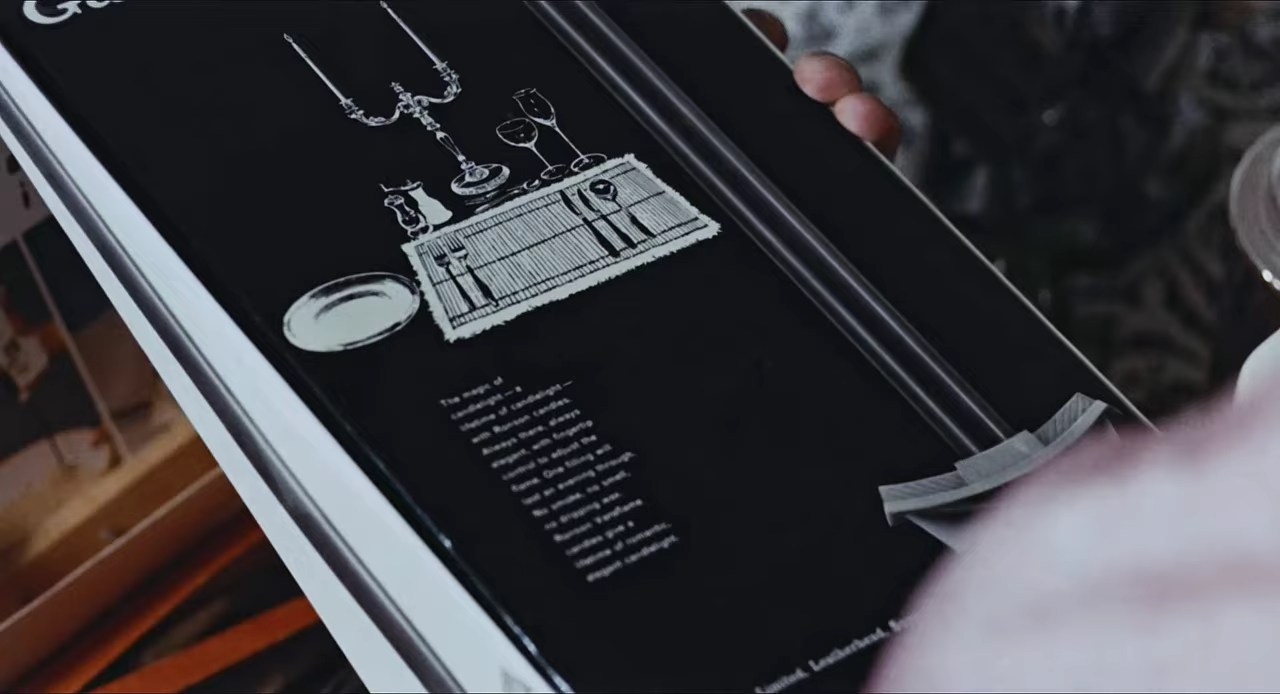 The magic of
candlelight — a
lifetime of candlelight —
with Ronson candles.
Always there, always
elegant, with fingertip
control to adjust the
flame. One filling will
last an evening through.
No smoke, no smell,
no dripping wax.
Ronson Varaflame
candles give a
lifetime of romantic,
elegant candlelight.
Limited, Leatherhead,